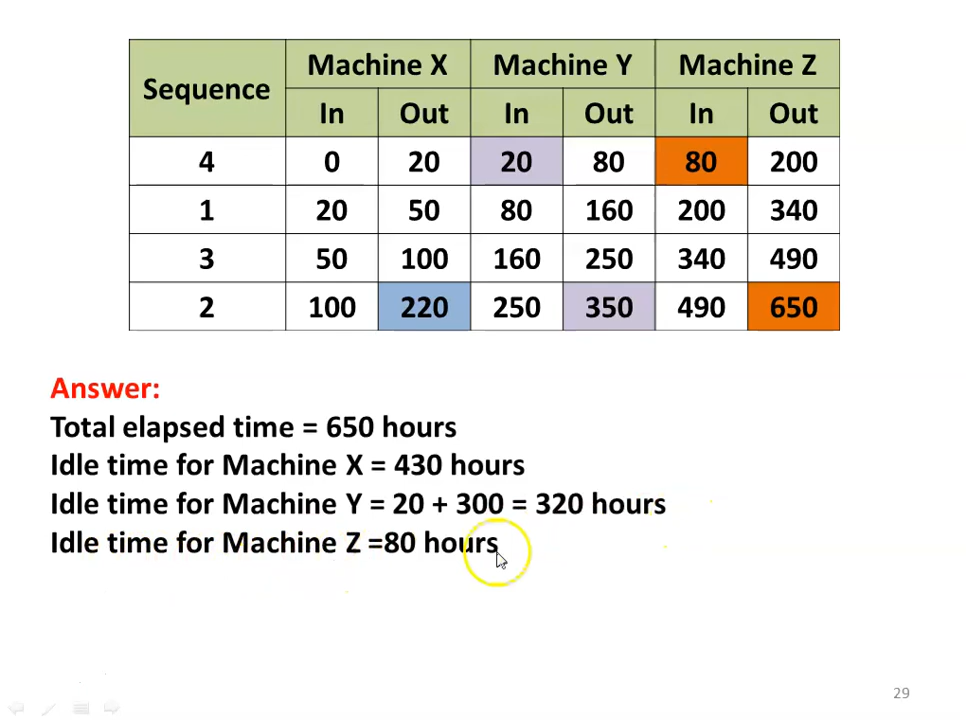 Sequence Machine X Machine Y Machine Z
In Out In Out In Out
4 0 20 20 80 80 200
1 20 50 80 160 200 340
3 50 100 160 250 340 490
2 100 220 250 350 490 650
Answer:
Total elapsed time = 650 hours
Idle time for Machine X = 430 hours
Idle time for Machine Y = 20 + 300 = 320 hours
Idle time for Machine Z =80 hours
29